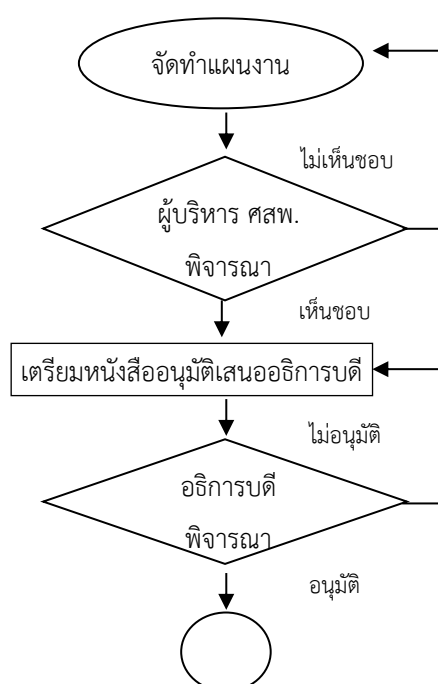 จัดทำแผนงาน
ไม่เห็นชอบ
ผู้บริหาร ศสพ.
พิจารณา
เห็นชอบ
เตรียมหนังสืออนุมัติเสนออธิการบดี
ไม่อนุมัติ
อธิการบดี
พิจารณา
อนุมัติ